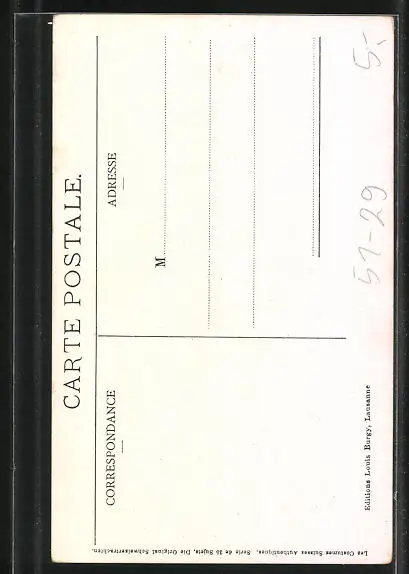 CARTE POSTALE.
CORRESPONDANCE
ADRESSE
M
Les Costumes Suisses Authentiques, Serie de 35 Sujets, Die Original Schweizertrachten.
Editions Louis Burgy, Lausanne
51-29
5.-